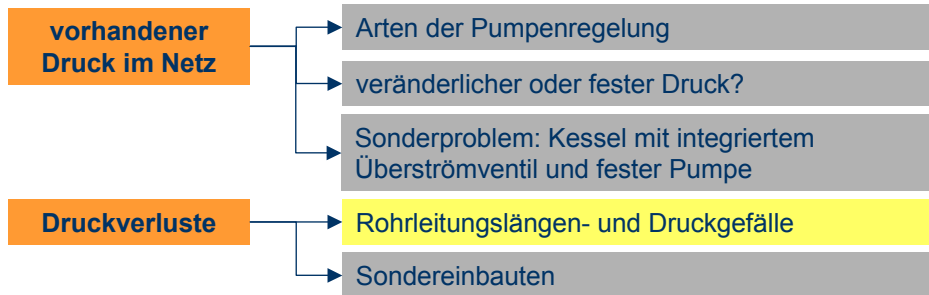 vorhandener
Druck im Netz
Arten der Pumpenregelung
veränderlicher oder fester Druck?
Sonderproblem: Kessel mit integriertem
Überströmventil und fester Pumpe
Druckverluste
Rohrleitungslängen- und Druckgefälle
Sondereinbauten